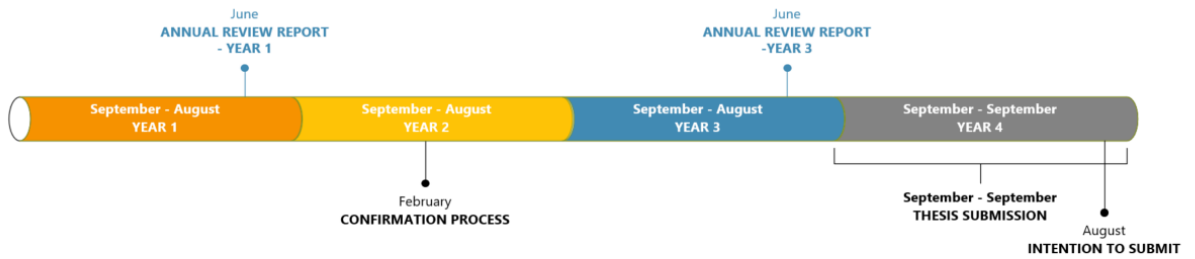 June
ANNUAL REVIEW REPORT
- YEAR 1
June
ANNUAL REVIEW REPORT
-YEAR 3
September - August
YEAR 1
September - August
YEAR 2
September - August
YEAR 3
September - September
YEAR 4
February
CONFIRMATION PROCESS
September - September
THESIS SUBMISSION
August
INTENTION TO SUBMIT